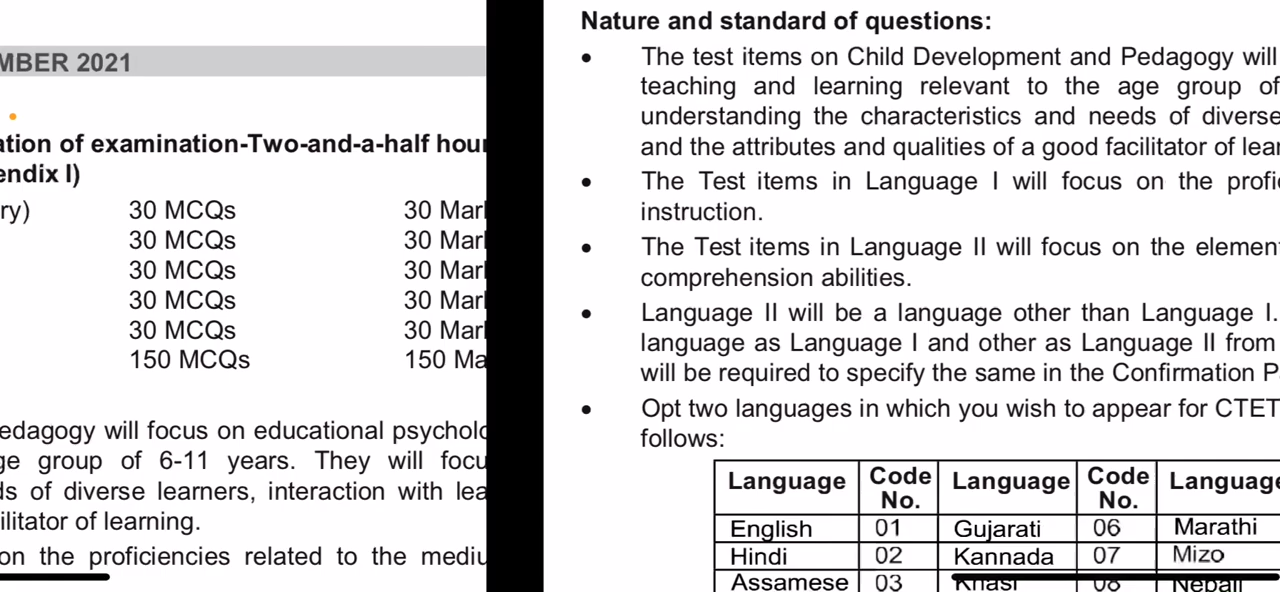 MBER 2021
ation of examination-Two-and-a-half hour
endix I)
ry) 30 MCQs 30 Mar
30 MCQs 30 Mar
30 MCQs 30 Mar
30 MCQs 30 Mar
30 MCQs 30 Mar
150 MCQs 150 Ma
edagogy will focus on educational psycholo
ge group of 6-11 years. They will focu
ds of diverse learners, interaction with lea
ilitator of learning.
on the proficiencies related to the mediu
Nature and standard of questions:
• The test items on Child Development and Pedagogy will
teaching and learning relevant to the age group of
understanding the characteristics and needs of diverse
and the attributes and qualities of a good facilitator of lear
• The Test items in Language I will focus on the profi
instruction.
• The Test items in Language II will focus on the element
comprehension abilities.
• Language II will be a language other than Language I.
language as Language I and other as Language II from
will be required to specify the same in the Confirmation P
• Opt two languages in which you wish to appear for CTET
follows:
Language Code No. Language Code No. Language
English 01 Gujarati 06 Marathi
Hindi 02 Kannada 07 Mizo
Assamese 03 Khasi 08 Nepali